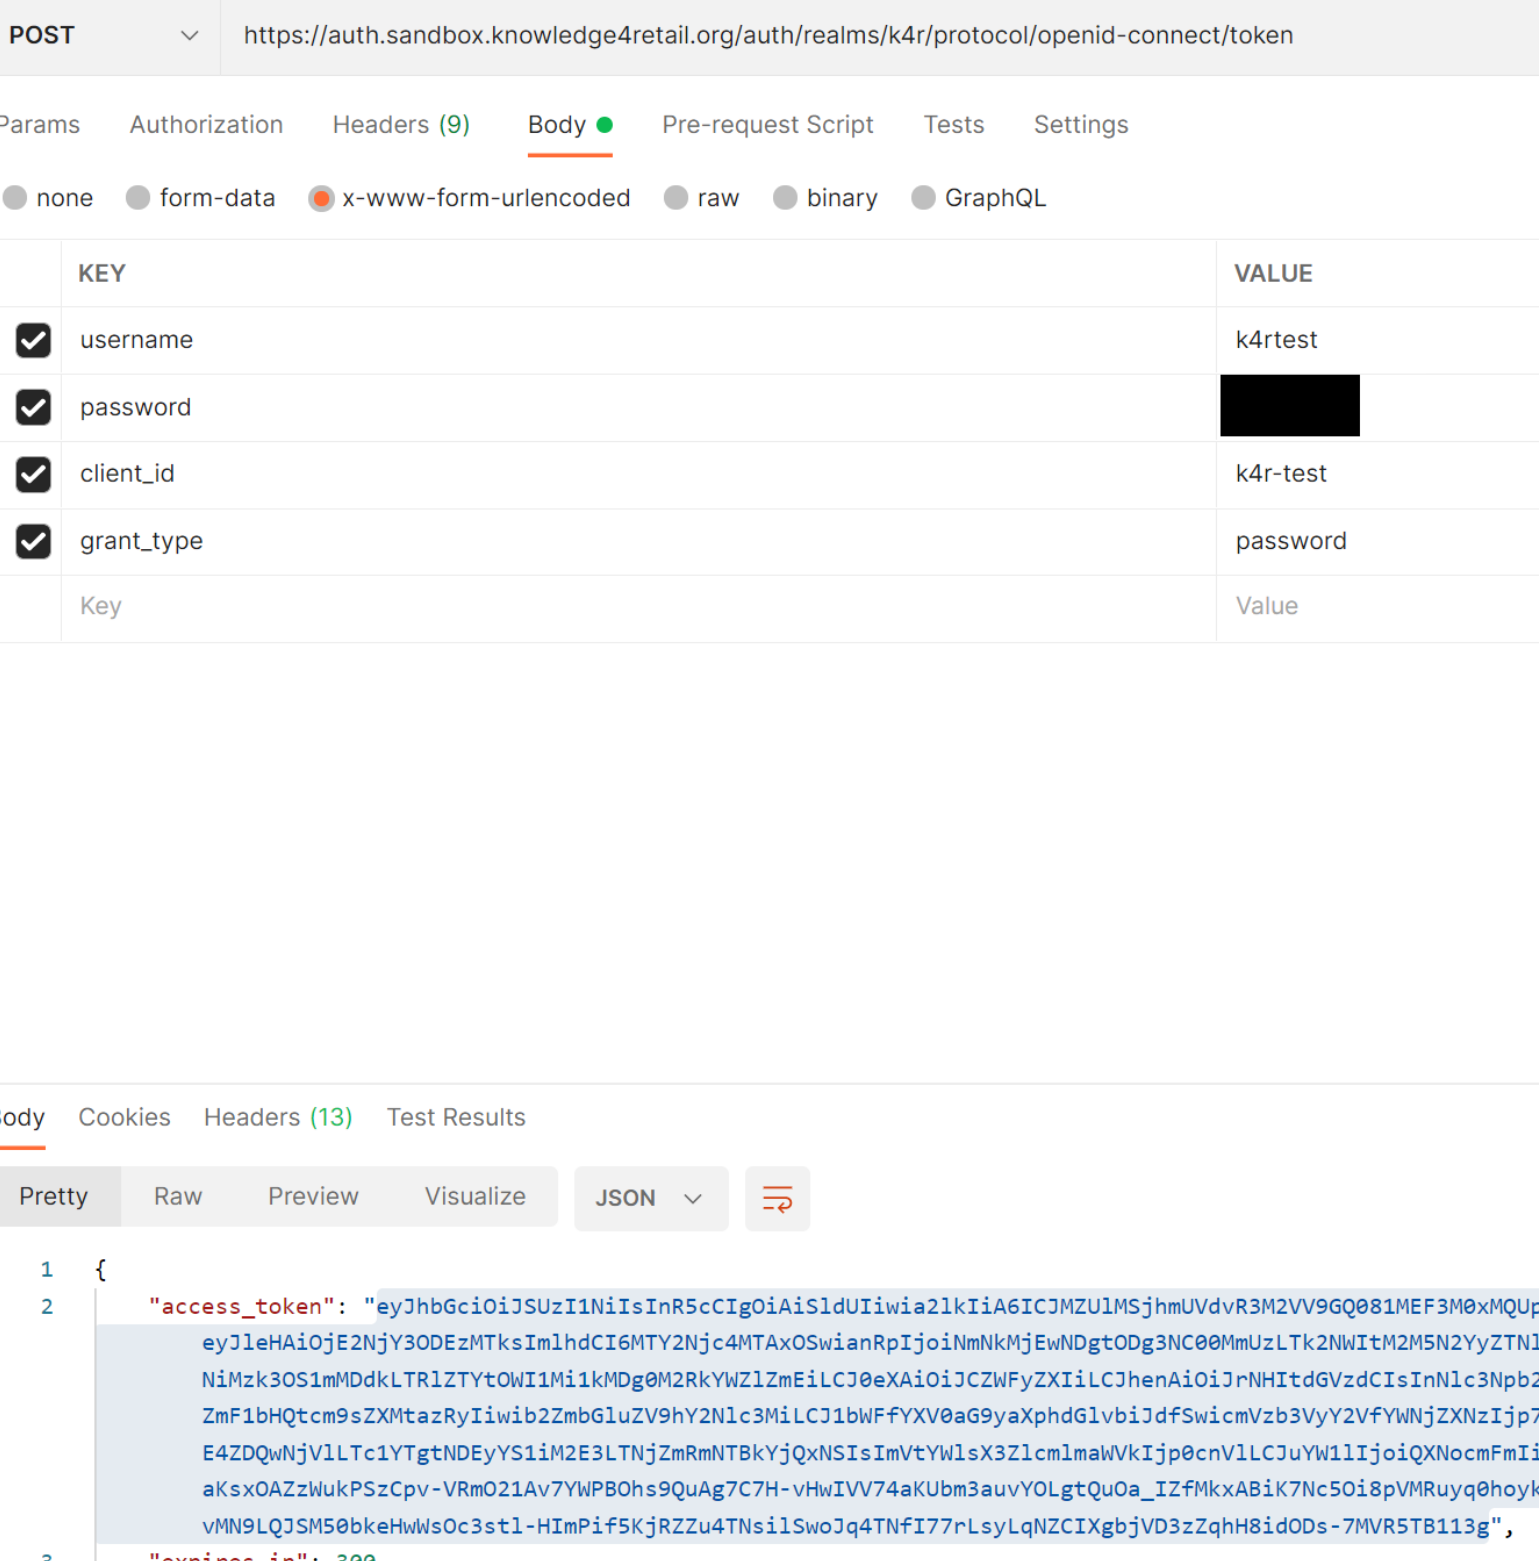 POST https://auth.sandbox.knowledge4retail.org/auth/realms/k4r/protocol/openid-connect/token
Params Authorization Headers (9) Body Pre-request Script Tests Settings
none form-data x-www-form-urlencoded raw binary GraphQL
KEY VALUE
username k4rtest
password
client_id k4r-test
grant_type password
Key Value
Body Cookies Headers (13) Test Results
Pretty Raw Preview Visualize JSON
1 {
2 "access_token": "eyJhbGciOiJSUzI1NiIsInR5cCIgOiAiSldUIiwia2lkIiA6ICJMZUlMSjhmUVdvR3M2VV9GQ081MEF3M0xMQUp
eyJleHAiOjE2NjY3ODEzMTksImlhdCI6MTY2Njc4MTAxOSwianRpIjoiNmNkMjEwNDgtODg3NC00MmUzLTk2NWItM2M5N2YyZTNl
NiMzk3OS1mMDdkLTRlZTYtOWI1Mi1kMDg0M2RkYWZlZmEiLCJ0eXAiOiJCZWFyZXIiLCJhenAiOiJrNHItdGVzdCIsInNlc3Npb2
ZmF1bHQtcm9sZXMtazRyIiwib2ZmbGluZV9hY2Nlc3MiLCJ1bWFfYXV0aG9yaXphdGlvbiJdfSwicmVzb3VyY2VfYWNjZXNzIjp7
E4ZDQwNjVlLTc1YTgtNDEyYS1iM2E3LTNjZmRmNTBkYjQxNSIsImVtYWlsX3ZlcmlmaWVkIjp0cnVlLCJuYW1lIjoiQXNocmFmIi
aKsxOAZzWukPSzCpv-VRmO21Av7YWPBOhs9QuAg7C7H-vHwIVV74aKUbm3auvYOLgtQuOa_IZfMkxABiK7Nc5Oi8pVMRuyq0hoyk
vMN9LQJSM50bkeHwWsOc3stl-HImPif5KjRZZu4TNsilSwoJq4TNfI77rLsyLqNZCIXgbjVD3zZqhH8idODs-7MVR5TB113g",
3 "expires_in": 300